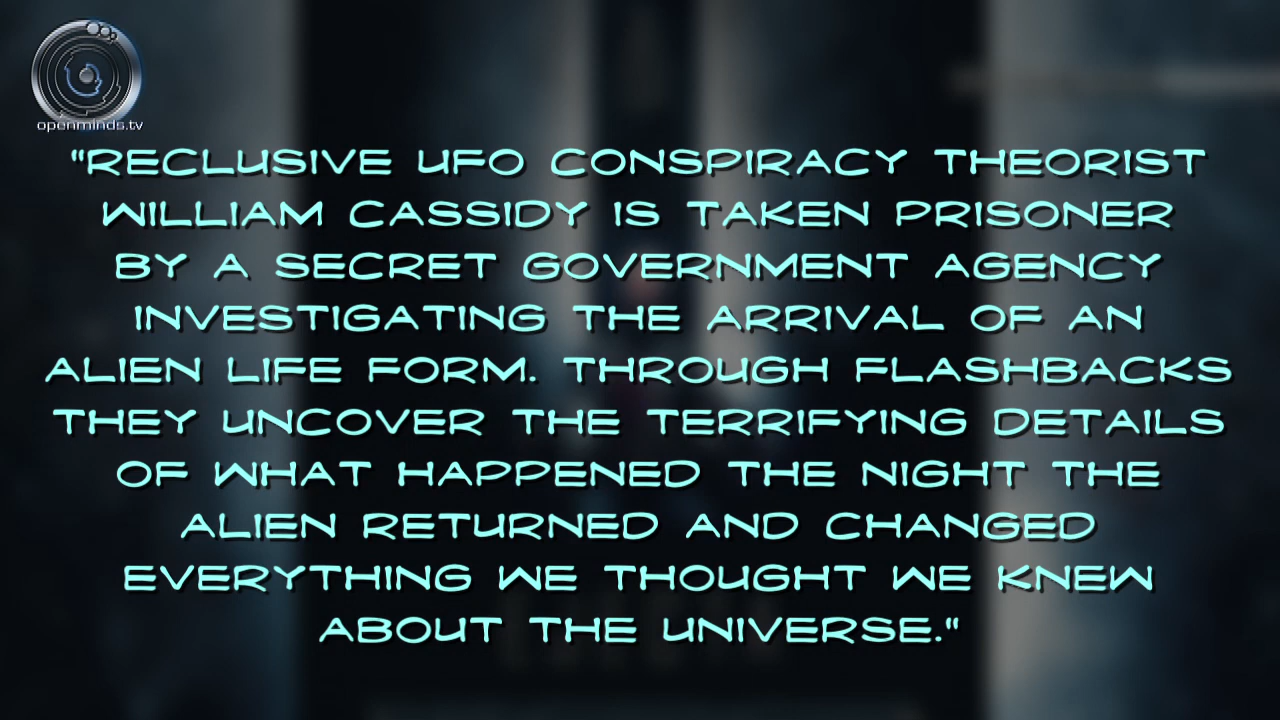 openminds.tv
"RECLUSIVE UFO CONSPIRACY THEORIST
WILLIAM CASSIDY IS TAKEN PRISONER
BY A SECRET GOVERNMENT AGENCY
INVESTIGATING THE ARRIVAL OF AN
ALIEN LIFE FORM. THROUGH FLASHBACKS
THEY UNCOVER THE TERRIFYING DETAILS
OF WHAT HAPPENED THE NIGHT THE
ALIEN RETURNED AND CHANGED
EVERYTHING WE THOUGHT WE KNEW
ABOUT THE UNIVERSE."